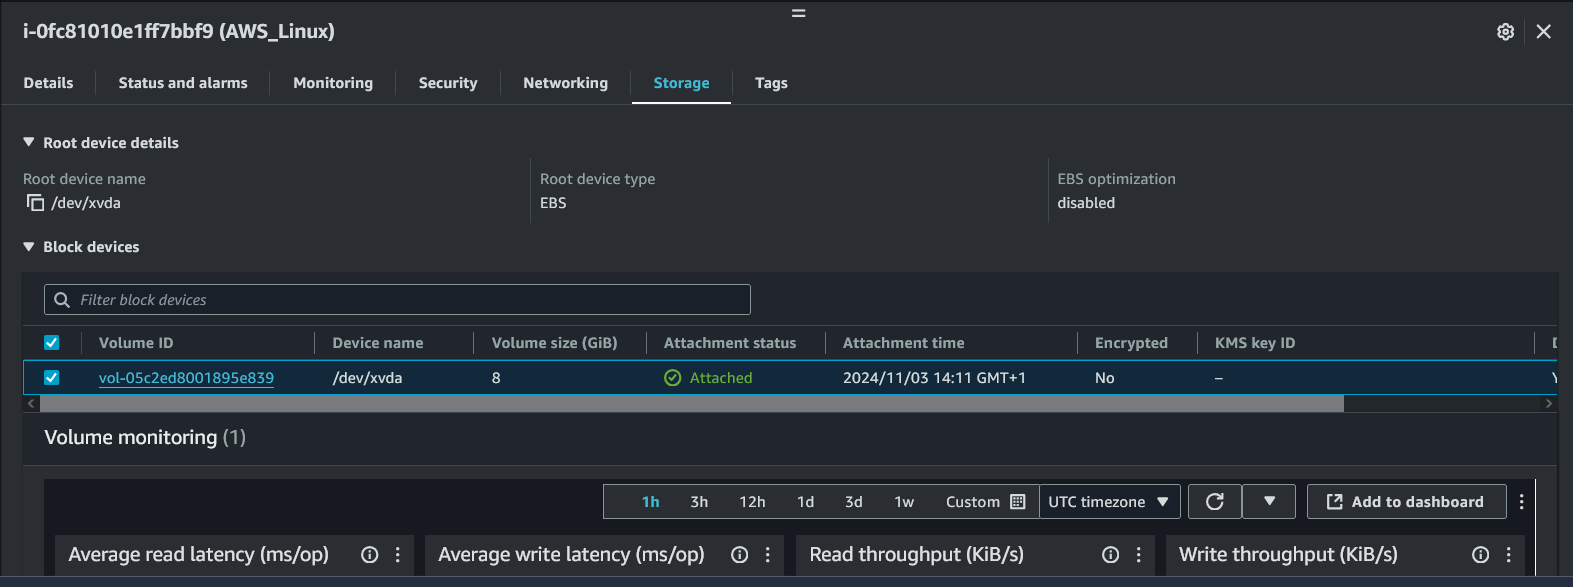 i-0fc81010e1ff7bbf9 (AWS_Linux)
Details Status and alarms Monitoring Security Networking Storage Tags
Root device details
Root device name Root device type EBS optimization
/dev/xvda EBS disabled
Block devices
Filter block devices
Volume ID Device name Volume size (GiB) Attachment status Attachment time Encrypted KMS key ID
vol-05c2ed8001895e839 /dev/xvda 8 Attached 2024/11/03 14:11 GMT+1 No –
Volume monitoring (1)
1h 3h 12h 1d 3d 1w Custom UTC timezone Add to dashboard
Average read latency (ms/op) Average write latency (ms/op) Read throughput (KiB/s) Write throughput (KiB/s)